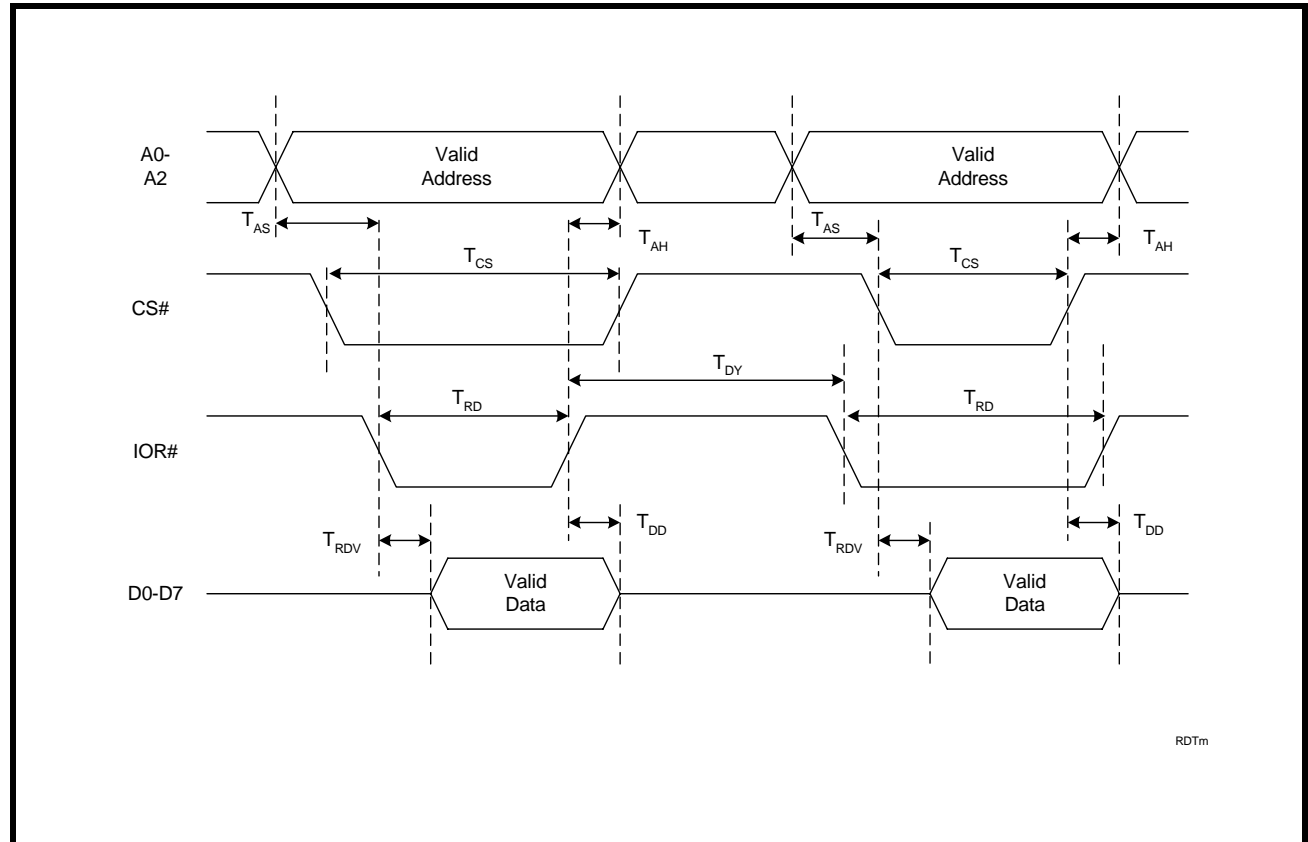 A0-
A2
Valid
Address
Valid
Address
TAS
TAH
TAS
TAH
TCS
TCS
CS#
TDY
TRD
TRD
IOR#
TRDV
TDD
TRDV
TDD
D0-D7
Valid
Data
Valid
Data
RDTm